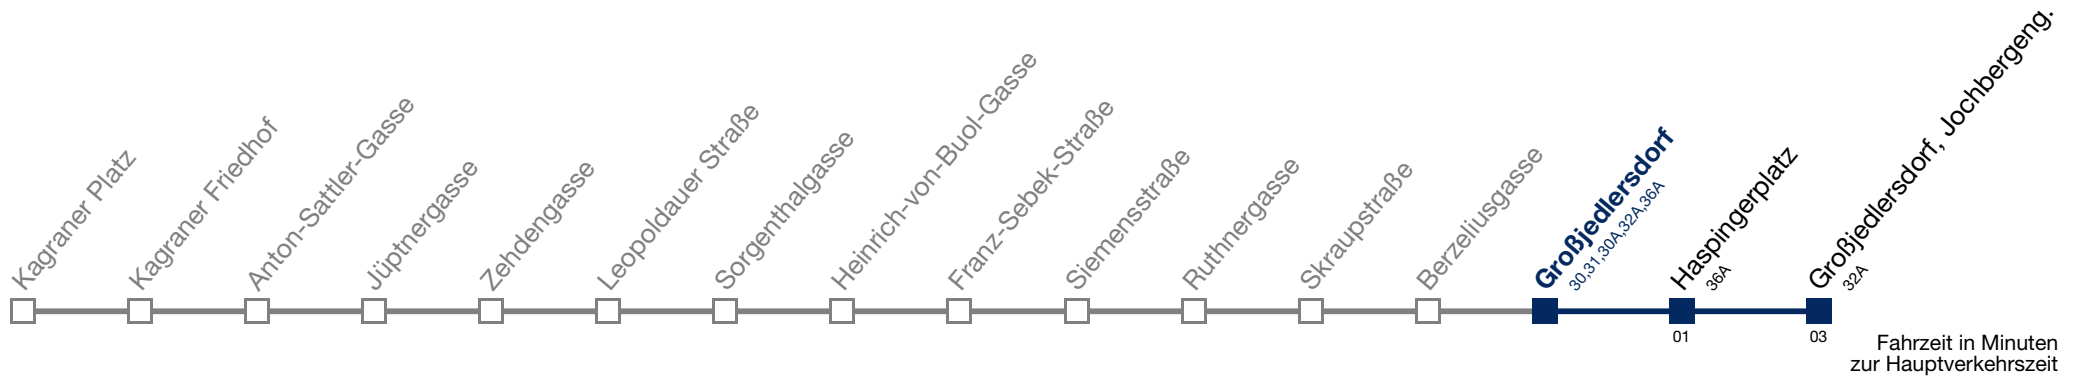 Kagraner Platz
Kagraner Friedhof
Anton-Sattler-Gasse
Jüptnergasse
Zehdengasse
Leopoldauer Straße
Sorgenthalgasse
Heinrich-von-Buol-Gasse
Franz-Sebek-Straße
Siemensstraße
Ruthnergasse
Skraupstraße
Berzeliusgasse
Großjedlersdorf
30,31,30A,32A,36A
Haspingerplatz
36A
Großjedlersdorf, Jochbergeng.
32A
01
03
Fahrzeit in Minuten
zur Hauptverkehrszeit